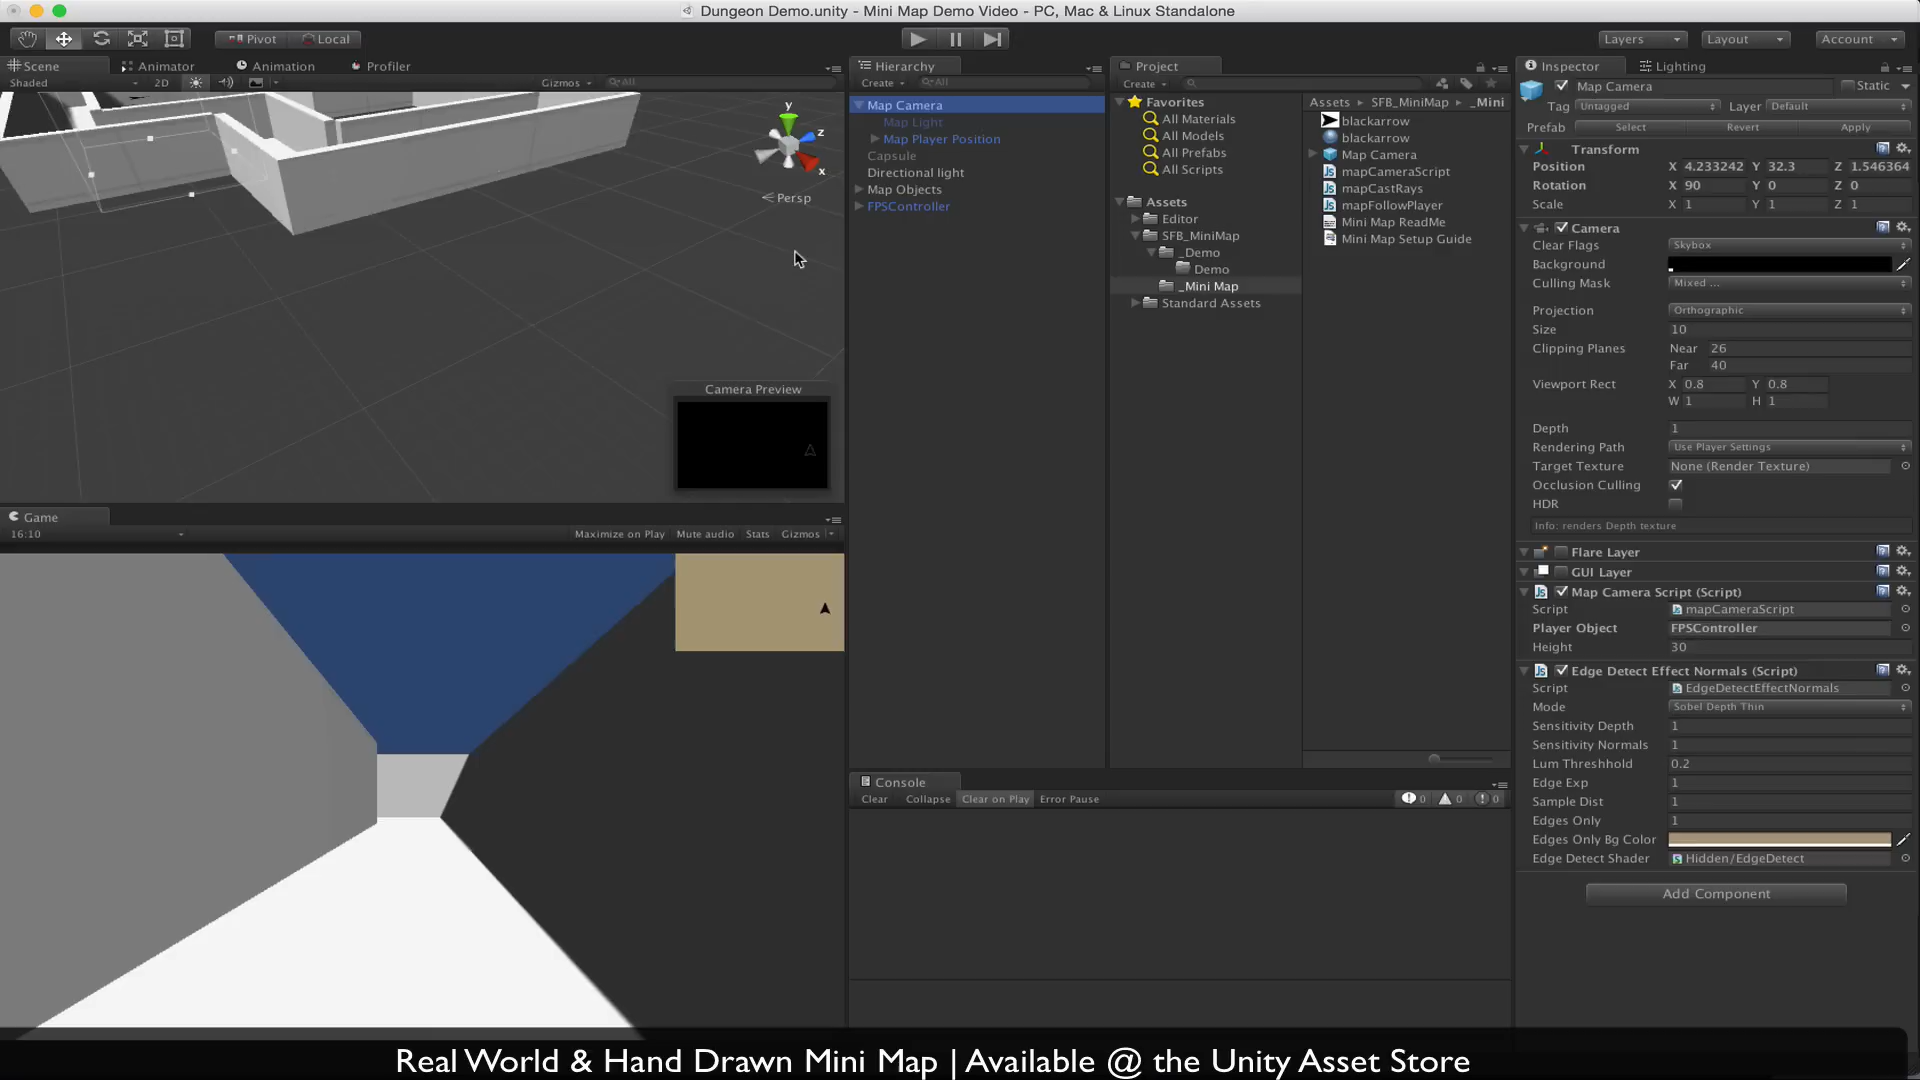 Dungeon Demo.unity - Mini Map Demo Video - PC, Mac & Linux Standalone
Pivot
Local
Layers
Layout
Account
Scene
Animator
Animation
Profiler
Shaded
2D
Gizmos
All
y
z
x
Persp
Camera Preview
Game
16:10
Maximize on Play
Mute audio
Stats
Gizmos
Hierarchy
Create
All
Map Camera
Map Light
Map Player Position
Capsule
Directional light
Map Objects
FPSController
Project
Create
Favorites
All Materials
All Models
All Prefabs
All Scripts
Assets
Editor
SFB_MiniMap
_Demo
Demo
_Mini Map
Standard Assets
Assets ▸ SFB_MiniMap ▸ _Mini
blackarrow
blackarrow
Map Camera
mapCameraScript
mapCastRays
mapFollowPlayer
Mini Map ReadMe
Mini Map Setup Guide
Console
Clear
Collapse
Clear on Play
Error Pause
0
0
0
Inspector
Lighting
Map Camera
Static
Tag Untagged
Layer Default
Prefab Select Revert Apply
Transform
Position X 4.233242 Y 32.3 Z 1.546364
Rotation X 90 Y 0 Z 0
Scale X 1 Y 1 Z 1
Camera
Clear Flags Skybox
Background
Culling Mask Mixed ...
Projection Orthographic
Size 10
Clipping Planes Near 26
Far 40
Viewport Rect X 0.8 Y 0.8
W 1 H 1
Depth 1
Rendering Path Use Player Settings
Target Texture None (Render Texture)
Occlusion Culling
HDR
Info: renders Depth texture
Flare Layer
GUI Layer
Map Camera Script (Script)
Script mapCameraScript
Player Object FPSController
Height 30
Edge Detect Effect Normals (Script)
Script EdgeDetectEffectNormals
Mode Sobel Depth Thin
Sensitivity Depth 1
Sensitivity Normals 1
Lum Threshhold 0.2
Edge Exp 1
Sample Dist 1
Edges Only 1
Edges Only Bg Color
Edge Detect Shader Hidden/EdgeDetect
Add Component
Real World & Hand Drawn Mini Map | Available @ the Unity Asset Store